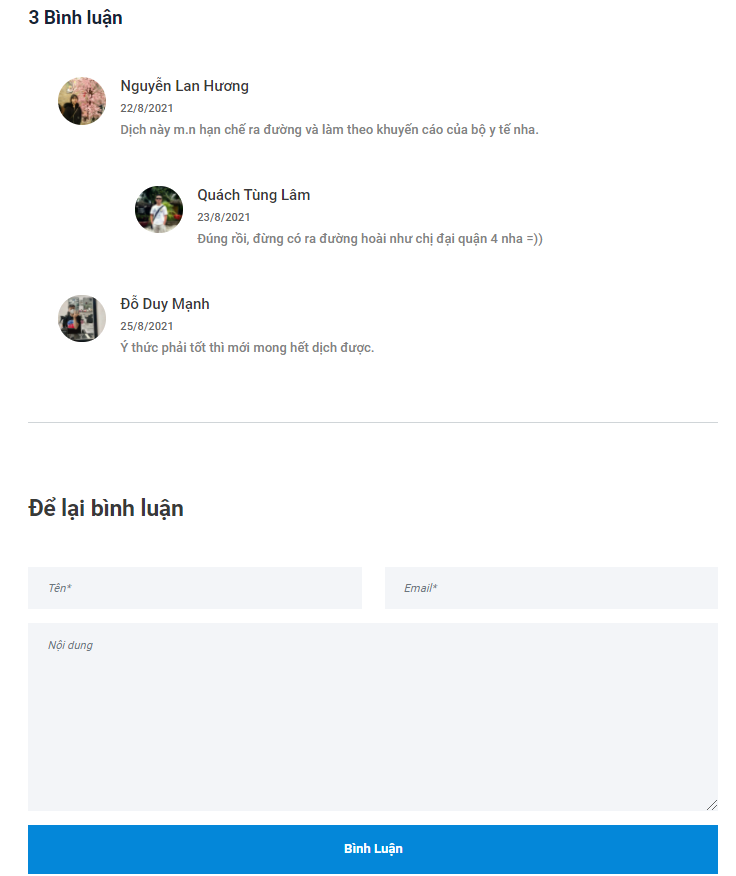 3 Bình luận
Nguyễn Lan Hương
22/8/2021
Dịch này m.n hạn chế ra đường và làm theo khuyến cáo của bộ y tế nha.
Quách Tùng Lâm
23/8/2021
Đúng rồi, đừng có ra đường hoài như chị đại quận 4 nha =))
Đỗ Duy Mạnh
25/8/2021
Ý thức phải tốt thì mới mong hết dịch được.
Để lại bình luận
Tên*
Email*
Nội dung
Bình Luận